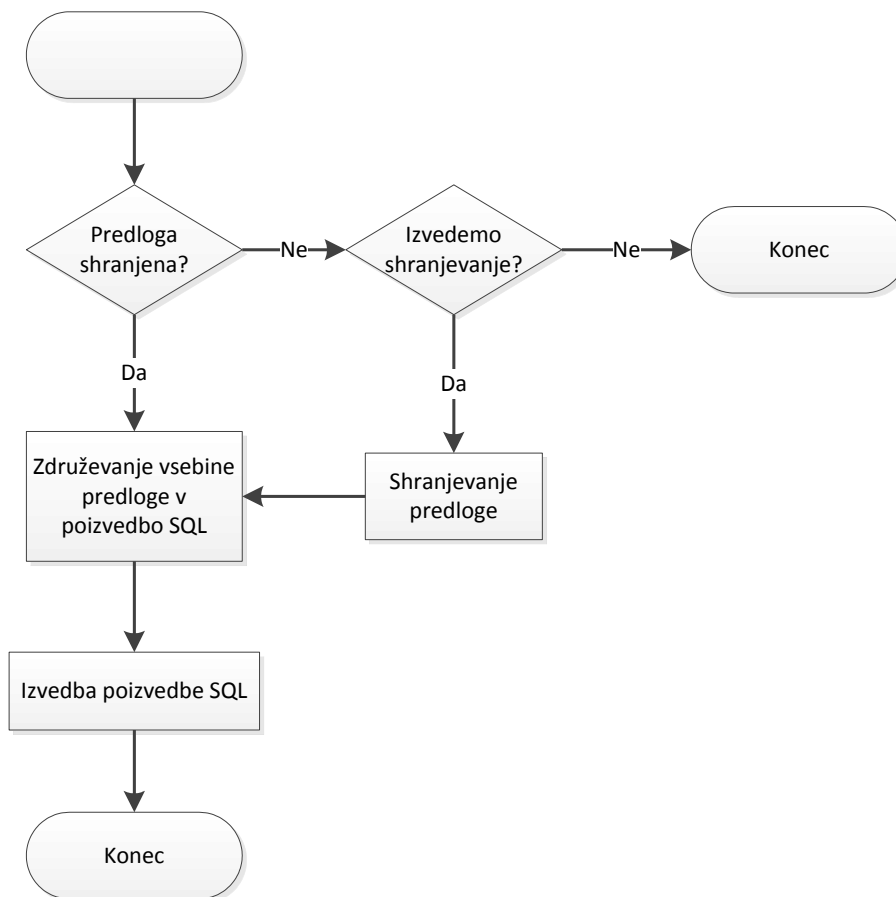 Predloga
shranjena?
Ne
Izvedemo
shranjevanje?
Ne
Konec
Da
Da
Združevanje vsebine
predloge v
poizvedbo SQL
Shranjevanje
predloge
Izvedba poizvedbe SQL
Konec